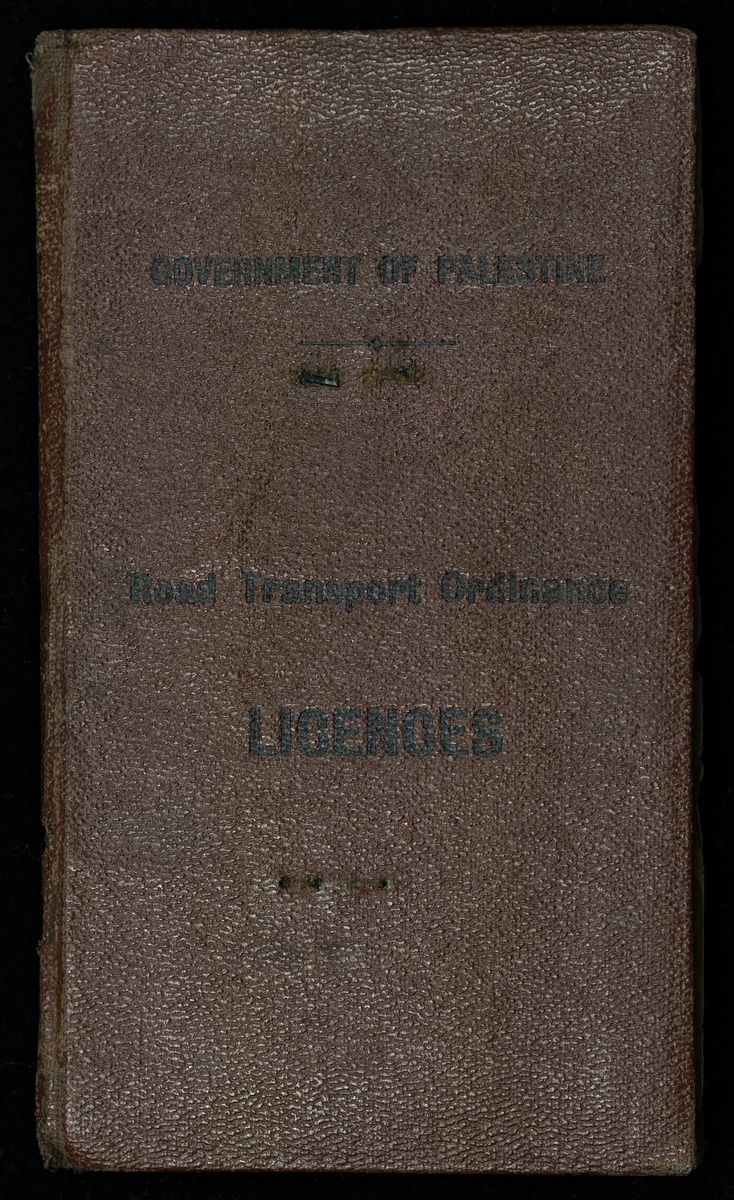 GOVERNMENT OF PALESTINE
Road Transport Ordinance
LICENCES